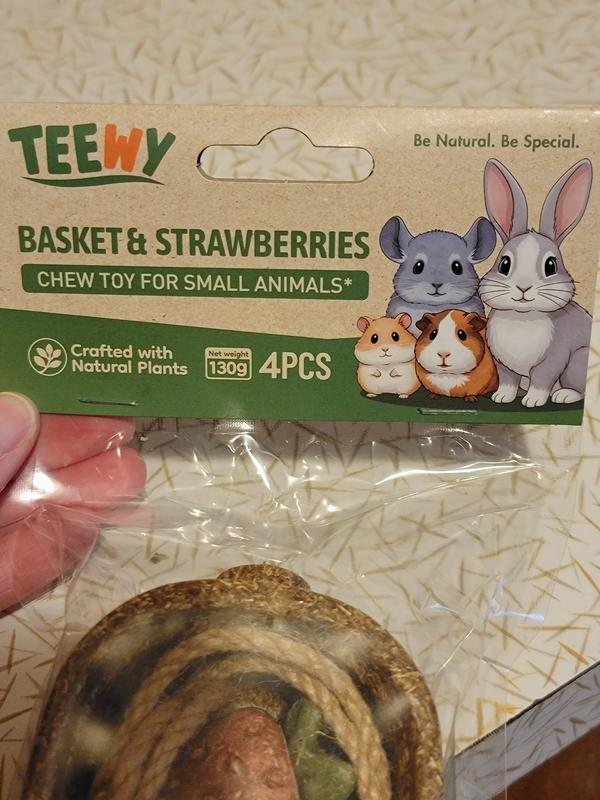 TEEWY
Be Natural. Be Special.
BASKET & STRAWBERRIES
CHEW TOY FOR SMALL ANIMALS*
Crafted with
Natural Plants
Net weight
130g
4PCS